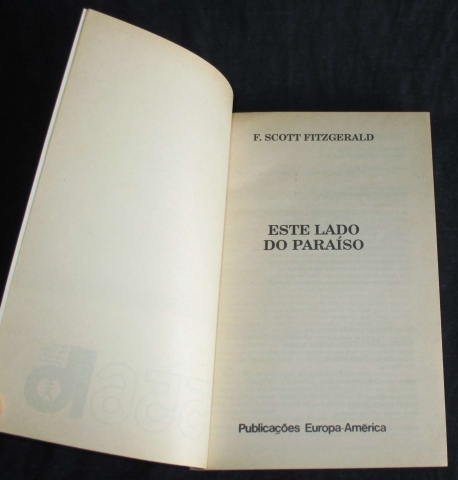 F. SCOTT FITZGERALD
ESTE LADO
DO PARAÍSO
Publicações Europa-América